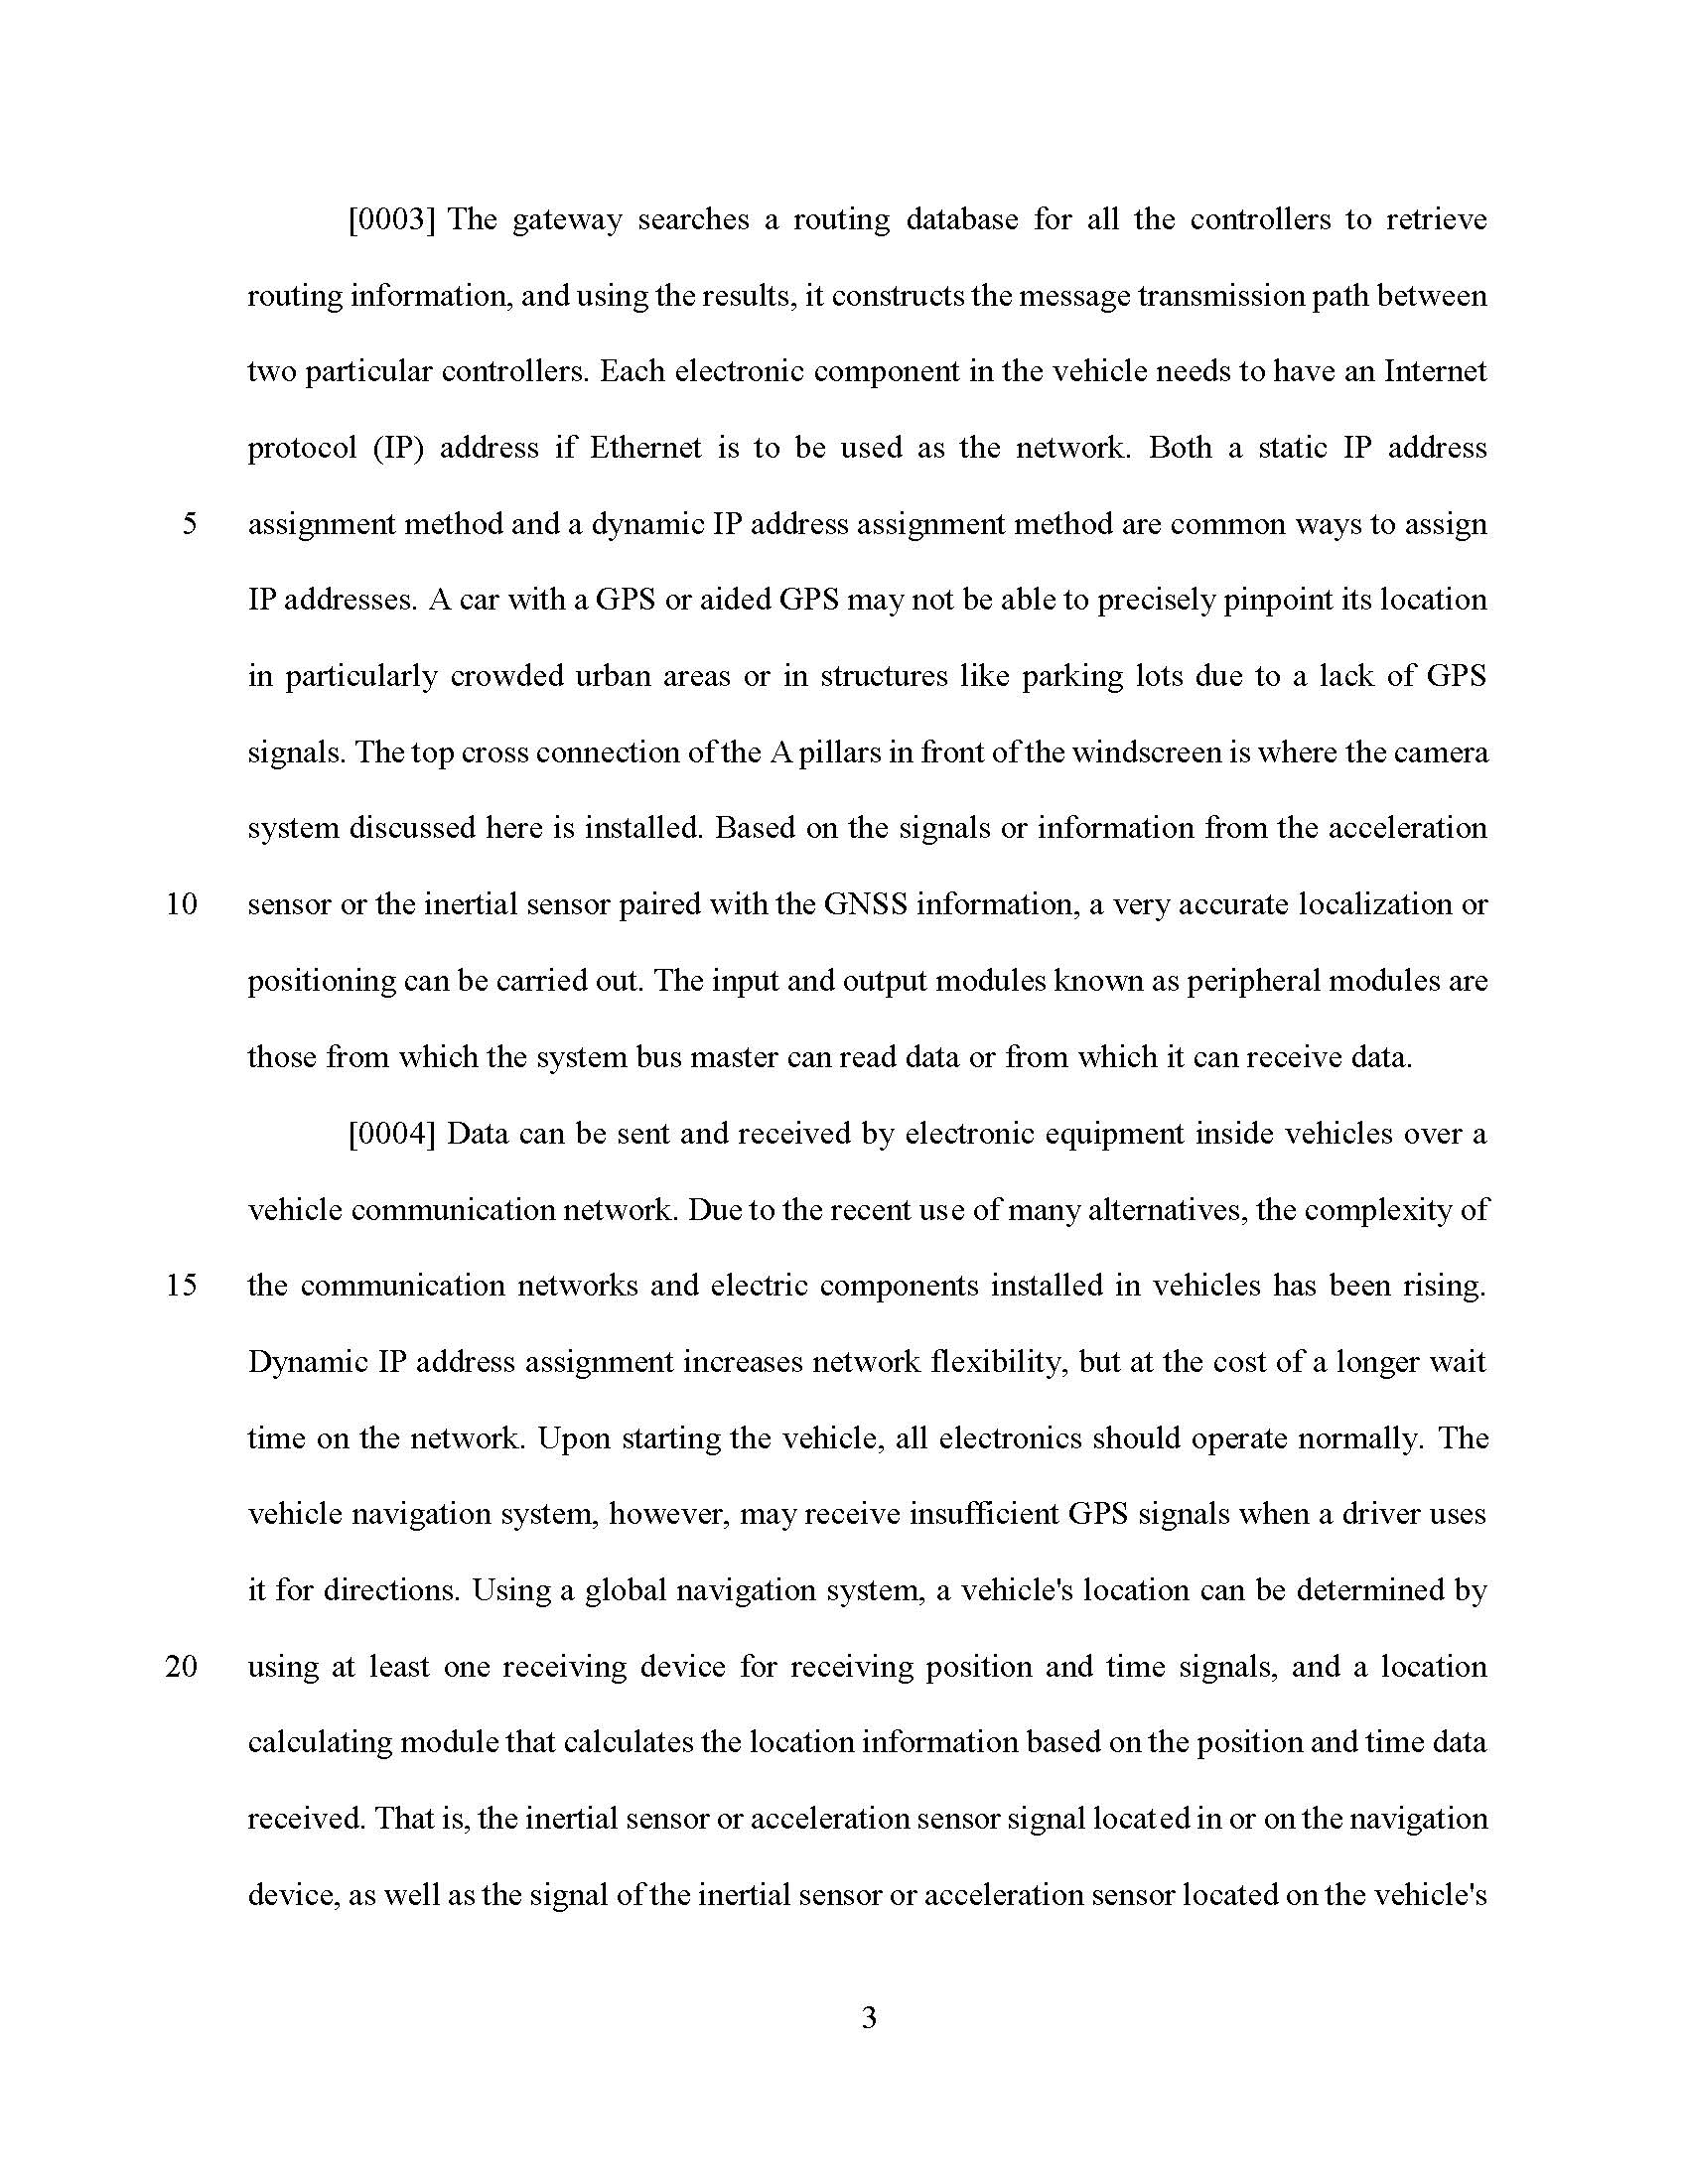 [0003] The gateway searches a routing database for all the controllers to retrieve
routing information, and using the results, it constructs the message transmission path between
two particular controllers. Each electronic component in the vehicle needs to have an Internet
protocol (IP) address if Ethernet is to be used as the network. Both a static IP address
5 assignment method and a dynamic IP address assignment method are common ways to assign
IP addresses. A car with a GPS or aided GPS may not be able to precisely pinpoint its location
in particularly crowded urban areas or in structures like parking lots due to a lack of GPS
signals. The top cross connection of the A pillars in front of the windscreen is where the camera
system discussed here is installed. Based on the signals or information from the acceleration
10 sensor or the inertial sensor paired with the GNSS information, a very accurate localization or
positioning can be carried out. The input and output modules known as peripheral modules are
those from which the system bus master can read data or from which it can receive data.
[0004] Data can be sent and received by electronic equipment inside vehicles over a
vehicle communication network. Due to the recent use of many alternatives, the complexity of
15 the communication networks and electric components installed in vehicles has been rising.
Dynamic IP address assignment increases network flexibility, but at the cost of a longer wait
time on the network. Upon starting the vehicle, all electronics should operate normally. The
vehicle navigation system, however, may receive insufficient GPS signals when a driver uses
it for directions. Using a global navigation system, a vehicle's location can be determined by
20 using at least one receiving device for receiving position and time signals, and a location
calculating module that calculates the location information based on the position and time data
received. That is, the inertial sensor or acceleration sensor signal located in or on the navigation
device, as well as the signal of the inertial sensor or acceleration sensor located on the vehicle's
3